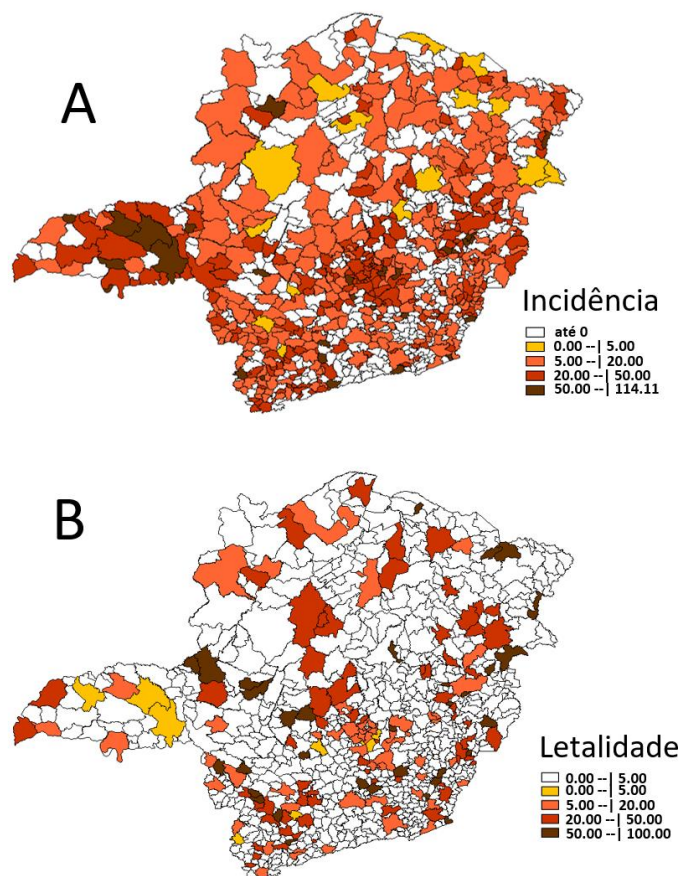 A
Incidência
até 0
0.00 --| 5.00
5.00 --| 20.00
20.00 --| 50.00
50.00 --| 114.11
B
Letalidade
0.00 --| 5.00
0.00 --| 5.00
5.00 --| 20.00
20.00 --| 50.00
50.00 --| 100.00